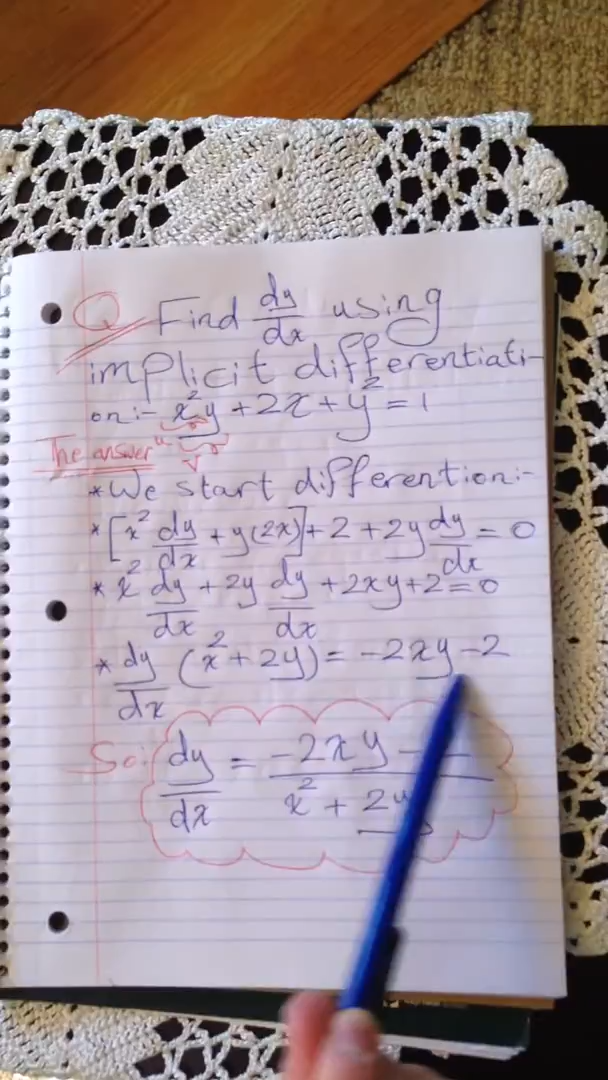 Q Find dy/dx using
implicit differentiati-
on:- x²y + 2x + y² = 1
The answer"
* We start differention:-
* [x² dy/dx + y(2x)] + 2 + 2y dy/dx = 0
* x² dy/dx + 2y dy/dx + 2xy + 2 = 0
* dy/dx (x² + 2y) = -2xy - 2
So: dy/dx = (-2xy -)/(x² + 2y)